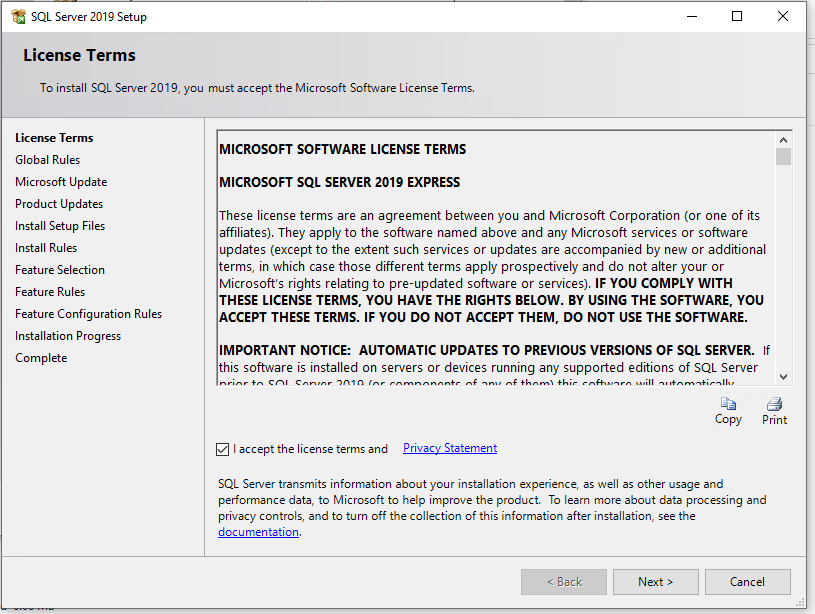 SQL Server 2019 Setup
License Terms
To install SQL Server 2019, you must accept the Microsoft Software License Terms.
License Terms
Global Rules
Microsoft Update
Product Updates
Install Setup Files
Install Rules
Feature Selection
Feature Rules
Feature Configuration Rules
Installation Progress
Complete
MICROSOFT SOFTWARE LICENSE TERMS
MICROSOFT SQL SERVER 2019 EXPRESS
These license terms are an agreement between you and Microsoft Corporation (or one of its
affiliates). They apply to the software named above and any Microsoft services or software
updates (except to the extent such services or updates are accompanied by new or additional
terms, in which case those different terms apply prospectively and do not alter your or
Microsoft's rights relating to pre-updated software or services). IF YOU COMPLY WITH
THESE LICENSE TERMS, YOU HAVE THE RIGHTS BELOW. BY USING THE SOFTWARE, YOU
ACCEPT THESE TERMS. IF YOU DO NOT ACCEPT THEM, DO NOT USE THE SOFTWARE.
IMPORTANT NOTICE:  AUTOMATIC UPDATES TO PREVIOUS VERSIONS OF SQL SERVER.  If
this software is installed on servers or devices running any supported editions of SQL Server
prior to SQL Server 2019 (or components of any of them) this software will automatically
Copy
Print
I accept the license terms and Privacy Statement
SQL Server transmits information about your installation experience, as well as other usage and
performance data, to Microsoft to help improve the product.  To learn more about data processing and
privacy controls, and to turn off the collection of this information after installation, see the
documentation.
< Back
Next >
Cancel